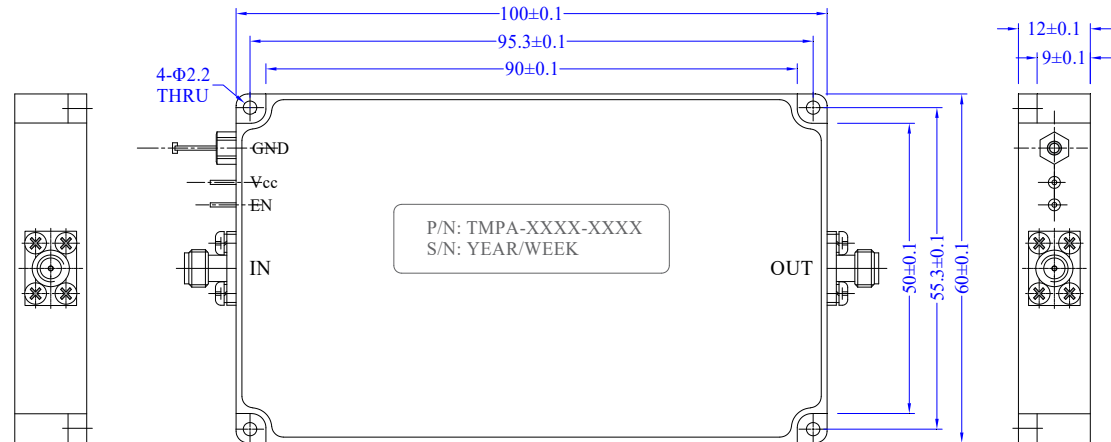 100±0.1
95.3±0.1
90±0.1
12±0.1
9±0.1
4-Φ2.2
THRU
GND
Vcc
EN
P/N: TMPA-XXXX-XXXX
S/N: YEAR/WEEK
IN
OUT
50±0.1
55.3±0.1
60±0.1